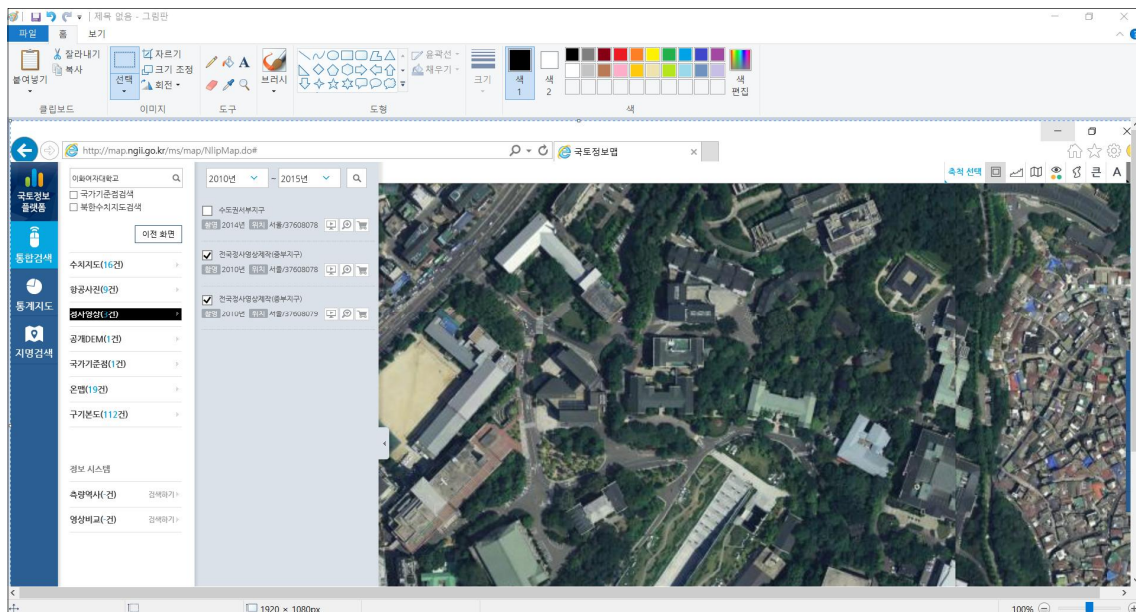 제목 없음 - 그림판
파일 홈 보기
붙여넣기
잘라내기
복사
클립보드
선택
자르기
크기 조정
회전
이미지
A
도구
브러시
도형
윤곽선
채우기
크기
색 1
색 2
색 편집
색
http://map.ngii.go.kr/ms/map/NlipMap.do#
국토정보맵
국토정보 플랫폼
통합검색
통계지도
지명검색
이화여자대학교
국가기준점검색
북한수치지도검색
이전 화면
수치지도(16건)
항공사진(9건)
정사영상(3건)
공개DEM(1건)
국가기준점(1건)
온맵(19건)
구기본도(112건)
정보 시스템
측량역사(-건) 검색하기
영상비교(-건) 검색하기
2010년 ~ 2015년
수도권서부지구
촬영 2014년 위치 서울/37608078
전국정사영상제작(중부지구)
촬영 2010년 위치 서울/37608078
전국정사영상제작(중부지구)
촬영 2010년 위치 서울/37608079
축척 선택
큰 A
1920 × 1080px
100%